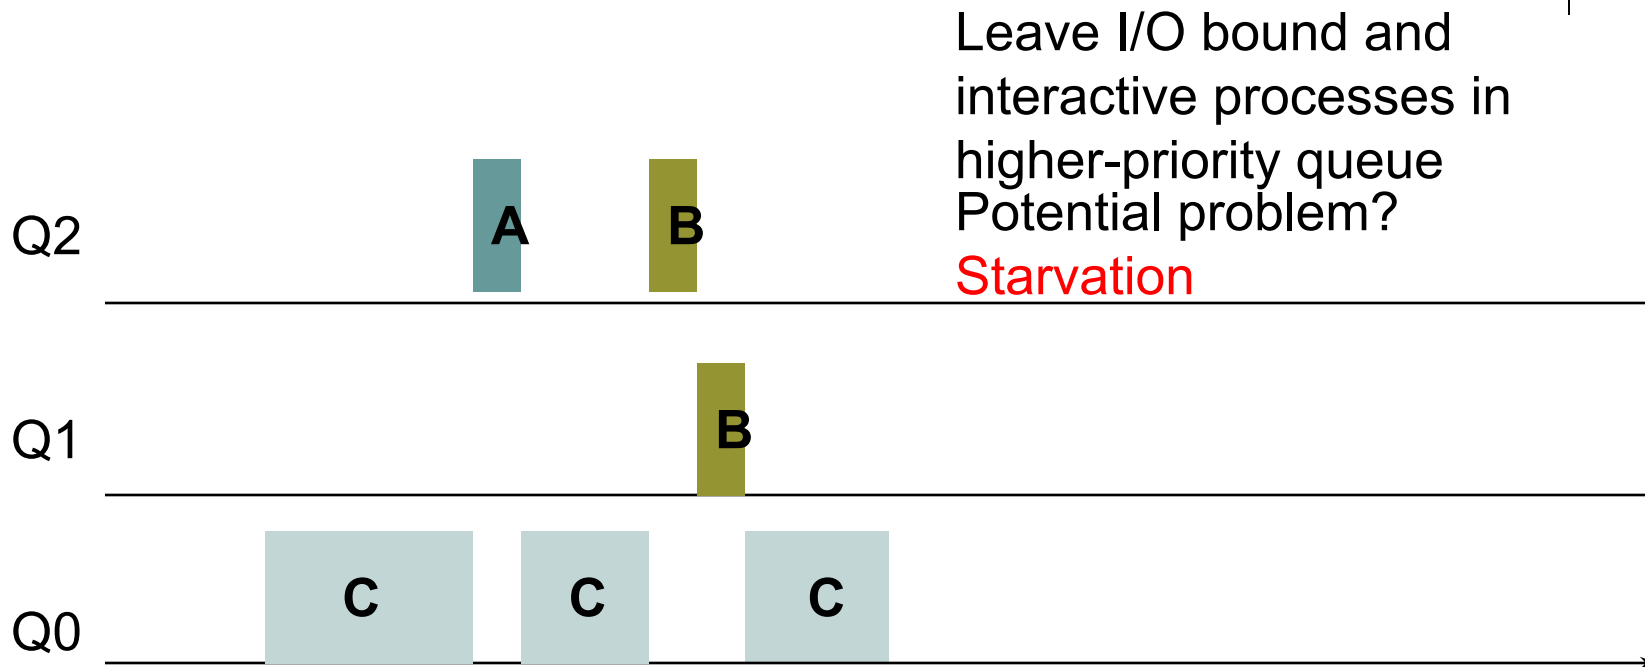 Leave I/O bound and
interactive processes in
higher-priority queue
Potential problem?
Starvation
Q2
A
B
Q1
B
Q0
C
C
C